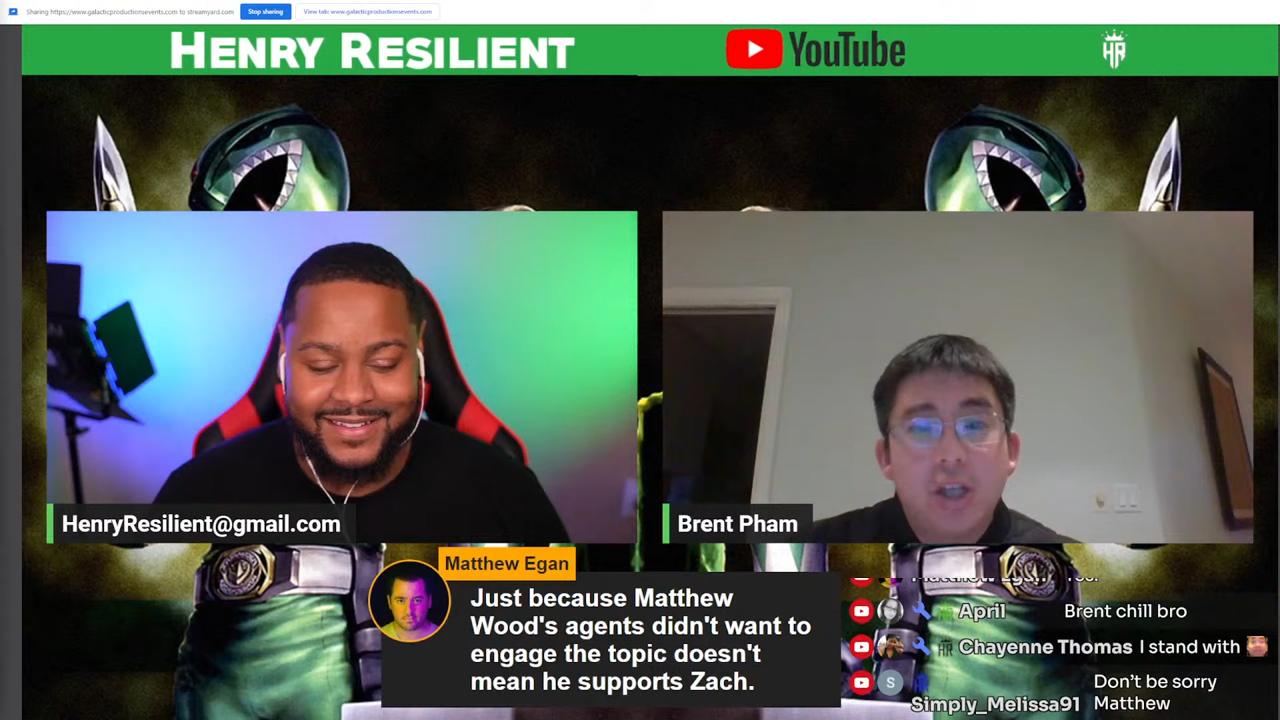 Sharing https://www.galacticproductionsevents.com to streamyard.com
Stop sharing
View tab: www.galacticproductionsevents.com
HENRY RESILIENT
YouTube
HR
HenryResilient@gmail.com
Brent Pham
Matthew Egan
Just because Matthew
Wood's agents didn't want to
engage the topic doesn't
mean he supports Zach.
April Brent chill bro
Chayenne Thomas I stand with
S
Don't be sorry
Simply_Melissa91 Matthew